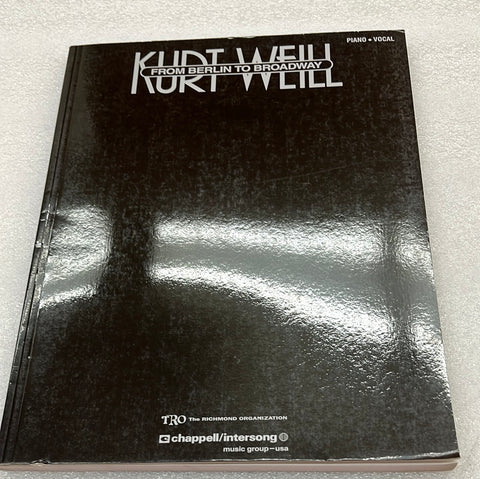 PIANO • VOCAL
KURT WEILL
FROM BERLIN TO BROADWAY
TRO The RICHMOND ORGANIZATION
chappell/intersong
music group—usa